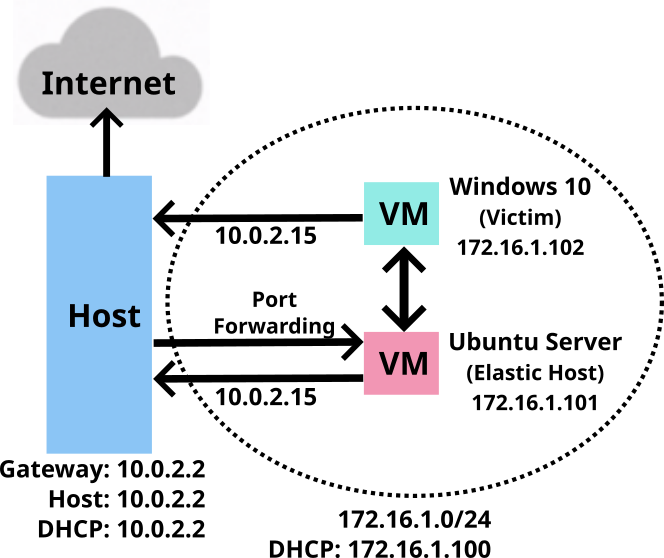 Internet
Host
Gateway: 10.0.2.2
Host: 10.0.2.2
DHCP: 10.0.2.2
10.0.2.15
Port
Forwarding
10.0.2.15
VM
Windows 10
(Victim)
172.16.1.102
VM
Ubuntu Server
(Elastic Host)
172.16.1.101
172.16.1.0/24
DHCP: 172.16.1.100